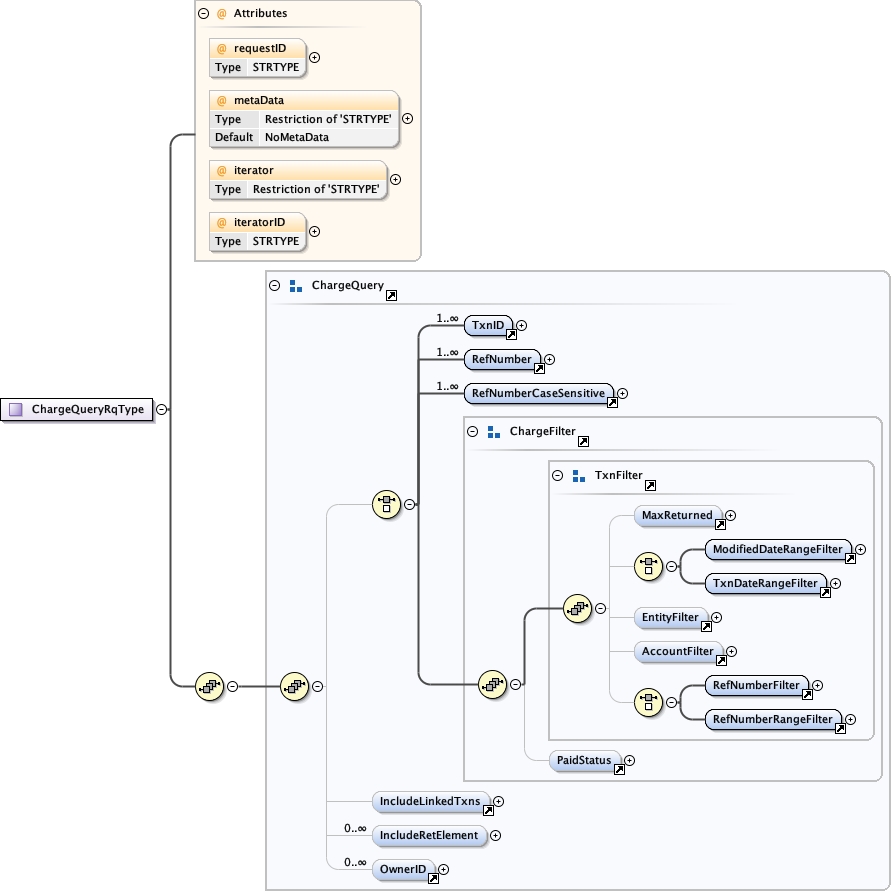 @ Attributes
@ requestID
Type STRTYPE
@ metaData
Type Restriction of 'STRTYPE'
Default NoMetaData
@ iterator
Type Restriction of 'STRTYPE'
@ iteratorID
Type STRTYPE
ChargeQuery
1..∞ TxnID
1..∞ RefNumber
1..∞ RefNumberCaseSensitive
ChargeQueryRqType
ChargeFilter
TxnFilter
MaxReturned
ModifiedDateRangeFilter
TxnDateRangeFilter
EntityFilter
AccountFilter
RefNumberFilter
RefNumberRangeFilter
PaidStatus
IncludeLinkedTxns
0..∞ IncludeRetElement
0..∞ OwnerID